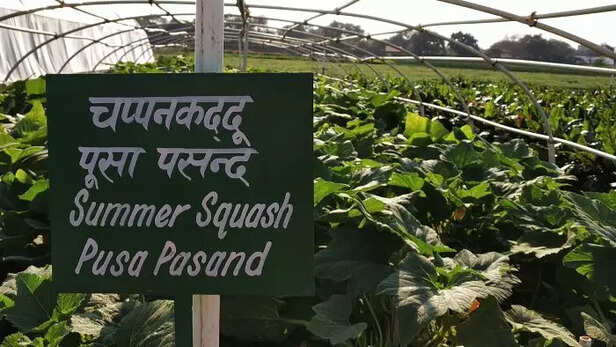 चप्पनकद्दू
पूसा पसन्द
Summer Squash
Pusa Pasand